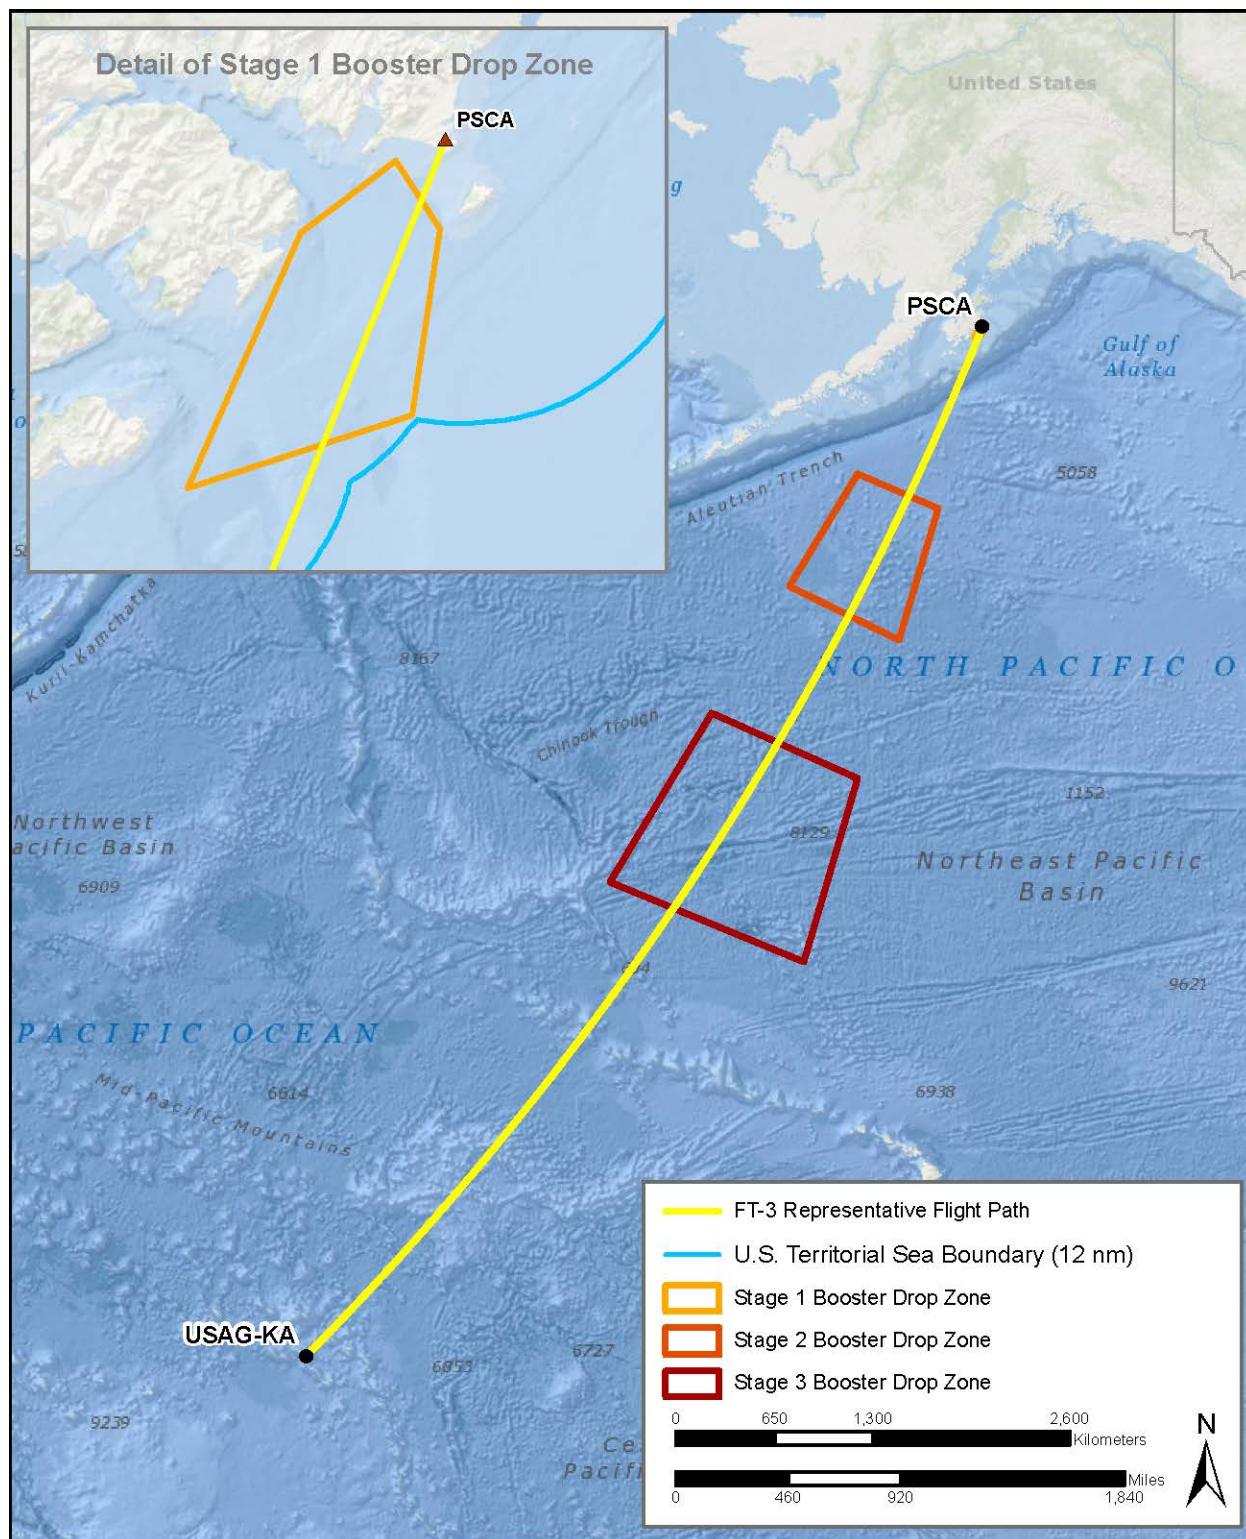 Detail of Stage 1 Booster Drop Zone
PSCA
United States
g
PSCA
Gulf of
Alaska
Aleutian Trench
5058
Kuril-Kamchatka
8167
NORTH PACIFIC O
Chinook Trough
1152
Northwest
acific Basin
8129
Northeast Pacific
Basin
6909
9621
PACIFIC OCEAN
6614
6938
Mid-Pacific Mountains
USAG-KA
6727
6853
9239
Ce
Pacifi
FT-3 Representative Flight Path
U.S. Territorial Sea Boundary (12 nm)
Stage 1 Booster Drop Zone
Stage 2 Booster Drop Zone
Stage 3 Booster Drop Zone
0 650 1,300 2,600
Kilometers
Miles
0 460 920 1,840
N